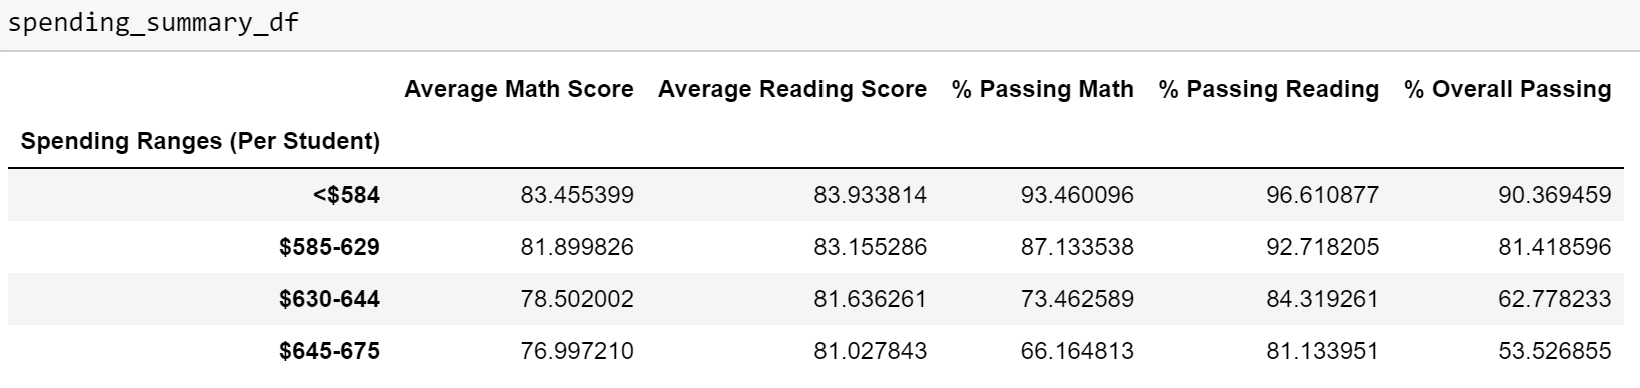 spending_summary_df
Average Math Score Average Reading Score % Passing Math % Passing Reading % Overall Passing
Spending Ranges (Per Student)
<$584 83.455399 83.933814 93.460096 96.610877 90.369459
$585-629 81.899826 83.155286 87.133538 92.718205 81.418596
$630-644 78.502002 81.636261 73.462589 84.319261 62.778233
$645-675 76.997210 81.027843 66.164813 81.133951 53.526855